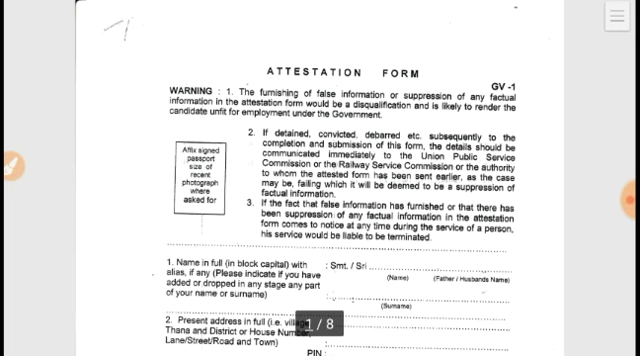 ATTESTATION FORM
GV -1
WARNING : 1. The furnishing of false information or suppression of any factual
information in the attestation form would be a disqualification and is likely to render the
candidate unfit for employment under the Government.
2. If detained, convicted, debarred etc. subsequently to the
completion and submission of this form, the details should be
communicated immediately to the Union Public Service
Commission or the Railway Service Commission or the authority
to whom the attested form has been sent earlier, as the case
may be, failing which it will be deemed to be a suppression of
factual information.
Affix signed
passport
size of
recent
photograph
where
asked for
3. If the fact that false information has furnished or that there has
been suppression of any factual information in the attestation
form comes to notice at any time during the service of a person,
his service would be liable to be terminated.
1. Name in full (in block capital) with
alias, if any (Please indicate if you have
added or dropped in any stage any part
of your name or surname)
: Smt. / Sri
(Name) (Father / Husbands Name)
(Surname)
2. Present address in full (i.e.
Thana and District or House
Lane/Street/Road and Town)
PIN :
1 / 8